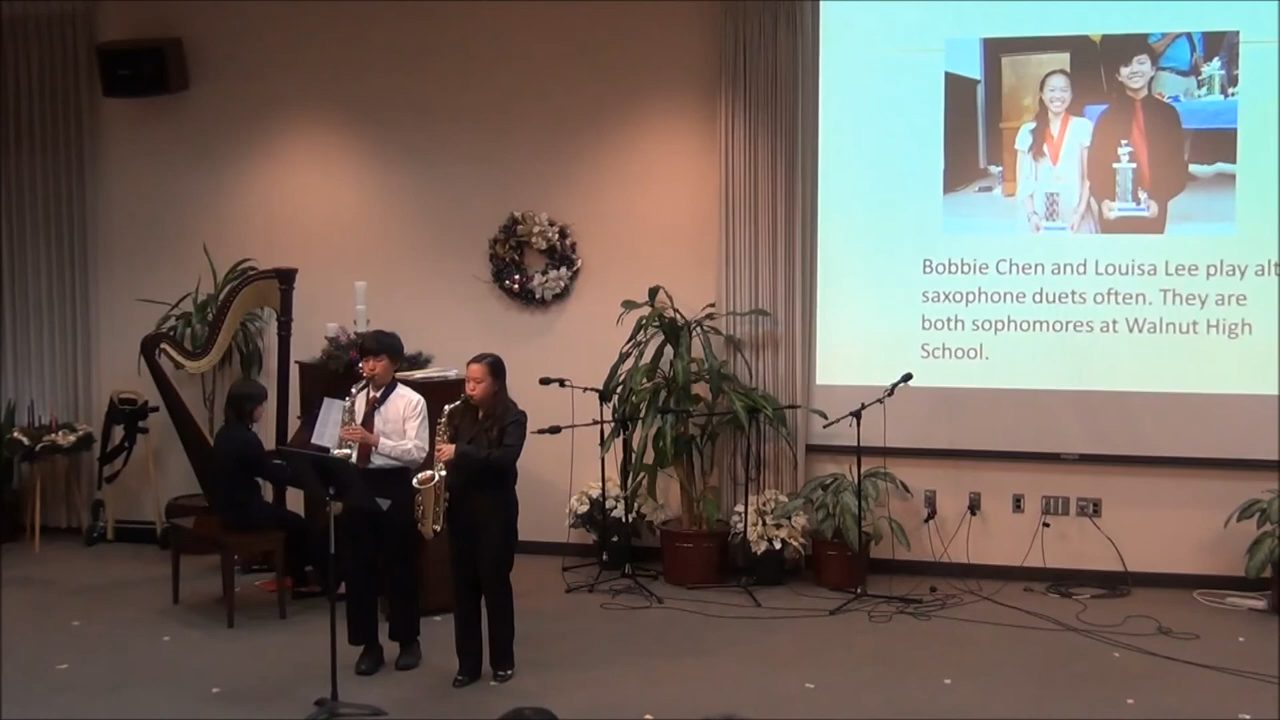 Bobbie Chen and Louisa Lee play alt
saxophone duets often. They are
both sophomores at Walnut High
School.